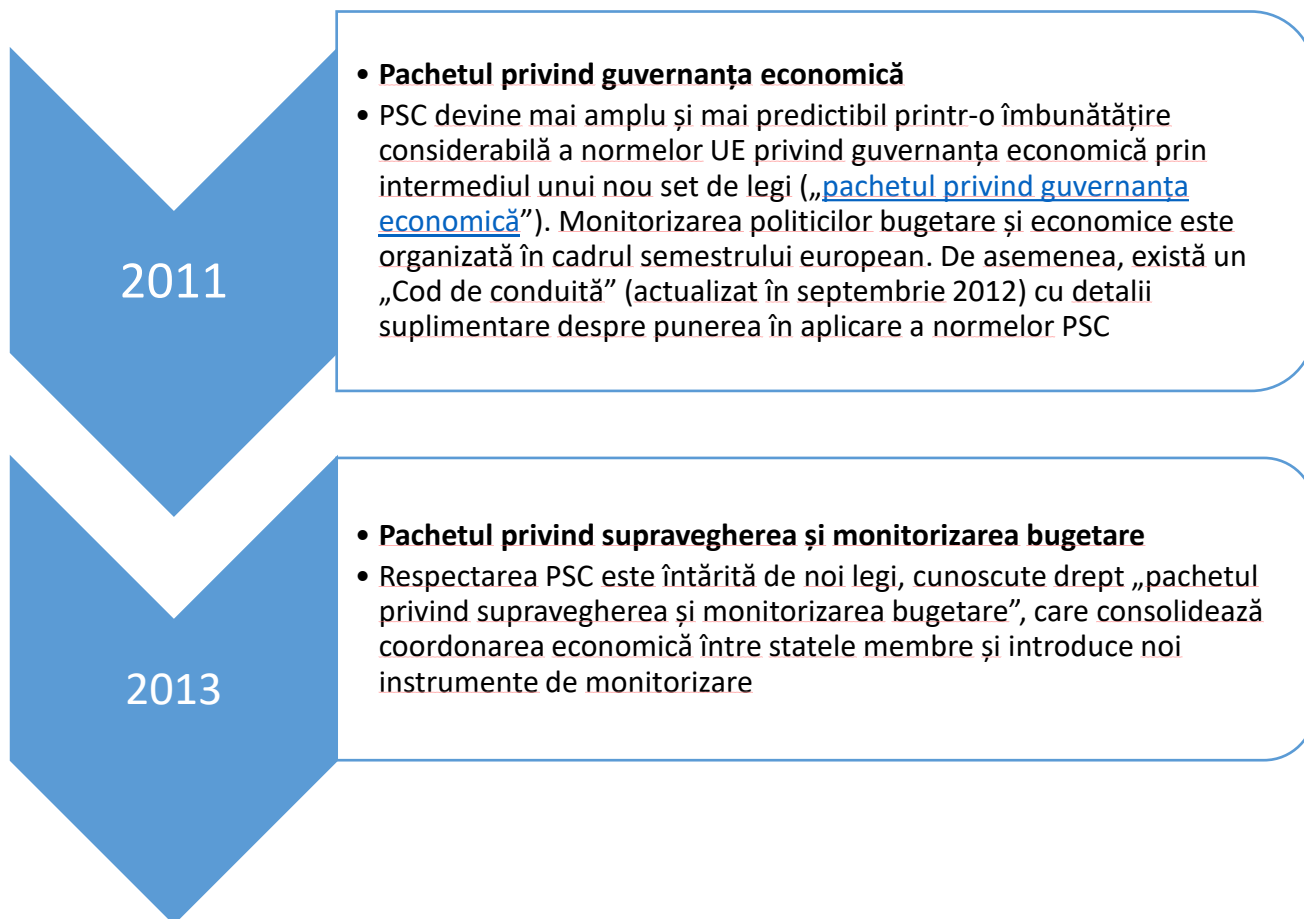 2011
• Pachetul privind guvernanța economică
• PSC devine mai amplu și mai predictibil printr-o îmbunătățire
considerabilă a normelor UE privind guvernanța economică prin
intermediul unui nou set de legi („pachetul privind guvernanța
economică”). Monitorizarea politicilor bugetare și economice este
organizată în cadrul semestrului european. De asemenea, există un
„Cod de conduită” (actualizat în septembrie 2012) cu detalii
suplimentare despre punerea în aplicare a normelor PSC
2013
• Pachetul privind supravegherea și monitorizarea bugetare
• Respectarea PSC este întărită de noi legi, cunoscute drept „pachetul
privind supravegherea și monitorizarea bugetare”, care consolidează
coordonarea economică între statele membre și introduce noi
instrumente de monitorizare